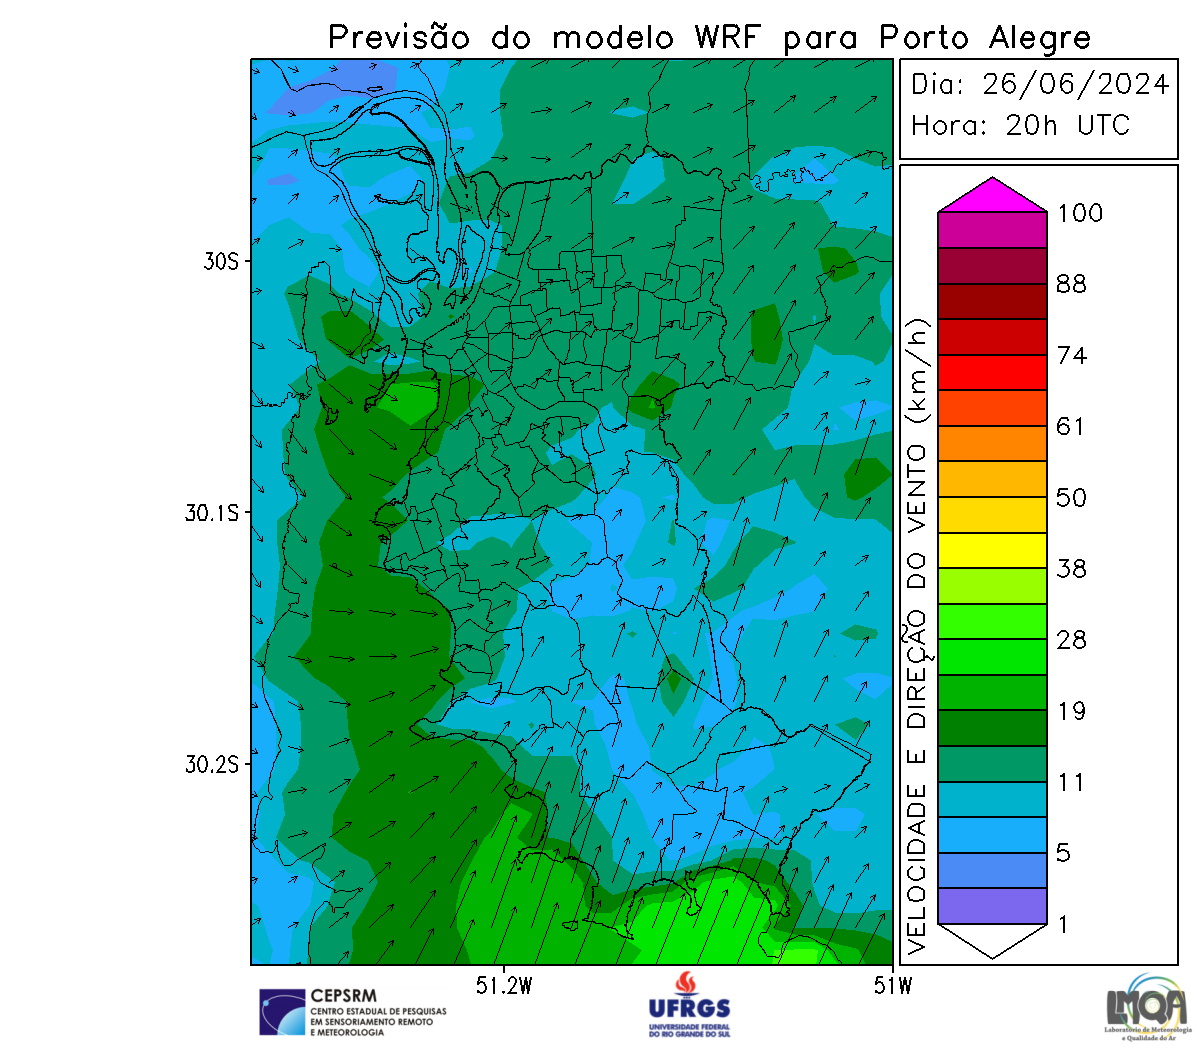 Previsão do modelo WRF para Porto Alegre
Dia: 26/06/2024
Hora: 20h UTC
100
88
74
61
50
38
28
19
11
5
1
VELOCIDADE E DIREÇÃO DO VENTO (km/h)
30S
30.1S
30.2S
51.2W
51W
CEPSRM
CENTRO ESTADUAL DE PESQUISAS
EM SENSORIAMENTO REMOTO
E METEOROLOGIA
UFRGS
UNIVERSIDADE FEDERAL
DO RIO GRANDE DO SUL
LMQA
Laboratório de Meteorologia
e Qualidade do Ar